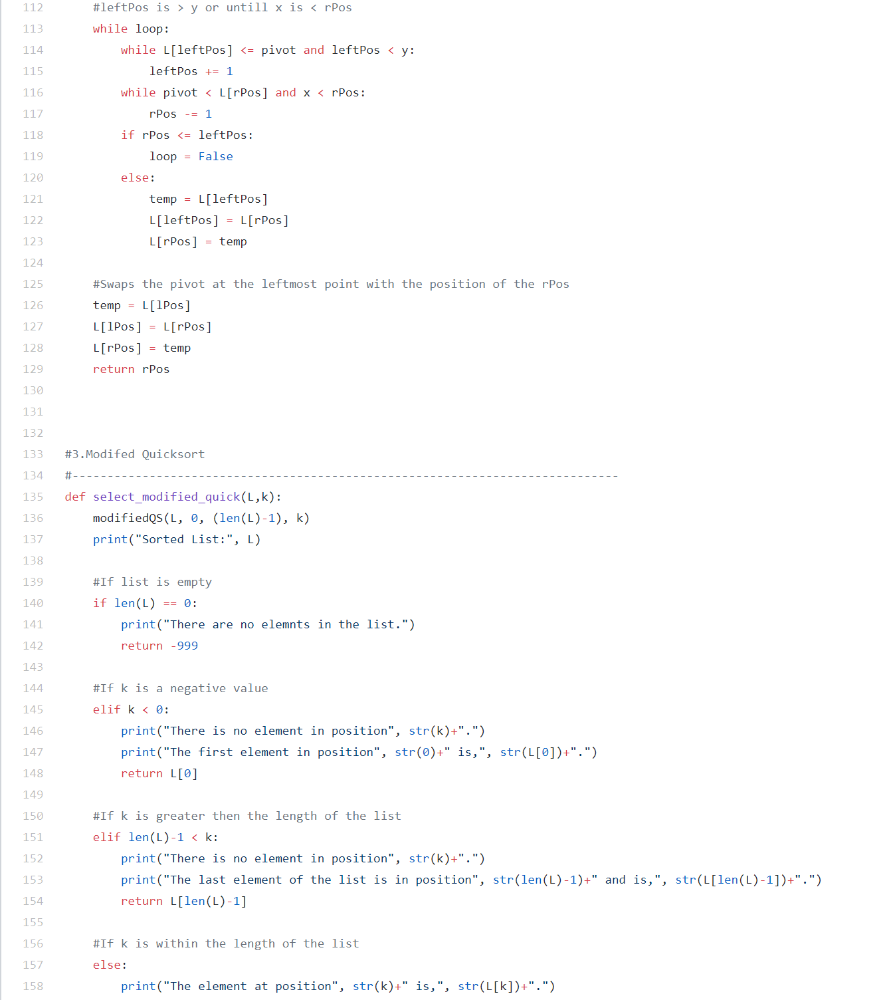 112 #leftPos is > y or untill x is < rPos
113 while loop:
114 while L[leftPos] <= pivot and leftPos < y:
115 leftPos += 1
116 while pivot < L[rPos] and x < rPos:
117 rPos -= 1
118 if rPos <= leftPos:
119 loop = False
120 else:
121 temp = L[leftPos]
122 L[leftPos] = L[rPos]
123 L[rPos] = temp
124
125 #Swaps the pivot at the leftmost point with the position of the rPos
126 temp = L[lPos]
127 L[lPos] = L[rPos]
128 L[rPos] = temp
129 return rPos
130
131
132
133 #3.Modifed Quicksort
134 #------------------------------------------------------------------------------
135 def select_modified_quick(L,k):
136 modifiedQS(L, 0, (len(L)-1), k)
137 print("Sorted List:", L)
138
139 #If list is empty
140 if len(L) == 0:
141 print("There are no elemnts in the list.")
142 return -999
143
144 #If k is a negative value
145 elif k < 0:
146 print("There is no element in position", str(k)+".")
147 print("The first element in position", str(0)+" is,", str(L[0])+".")
148 return L[0]
149
150 #If k is greater then the length of the list
151 elif len(L)-1 < k:
152 print("There is no element in position", str(k)+".")
153 print("The last element of the list is in position", str(len(L)-1)+" and is,", str(L[len(L)-1])+".")
154 return L[len(L)-1]
155
156 #If k is within the length of the list
157 else:
158 print("The element at position", str(k)+" is,", str(L[k])+".")